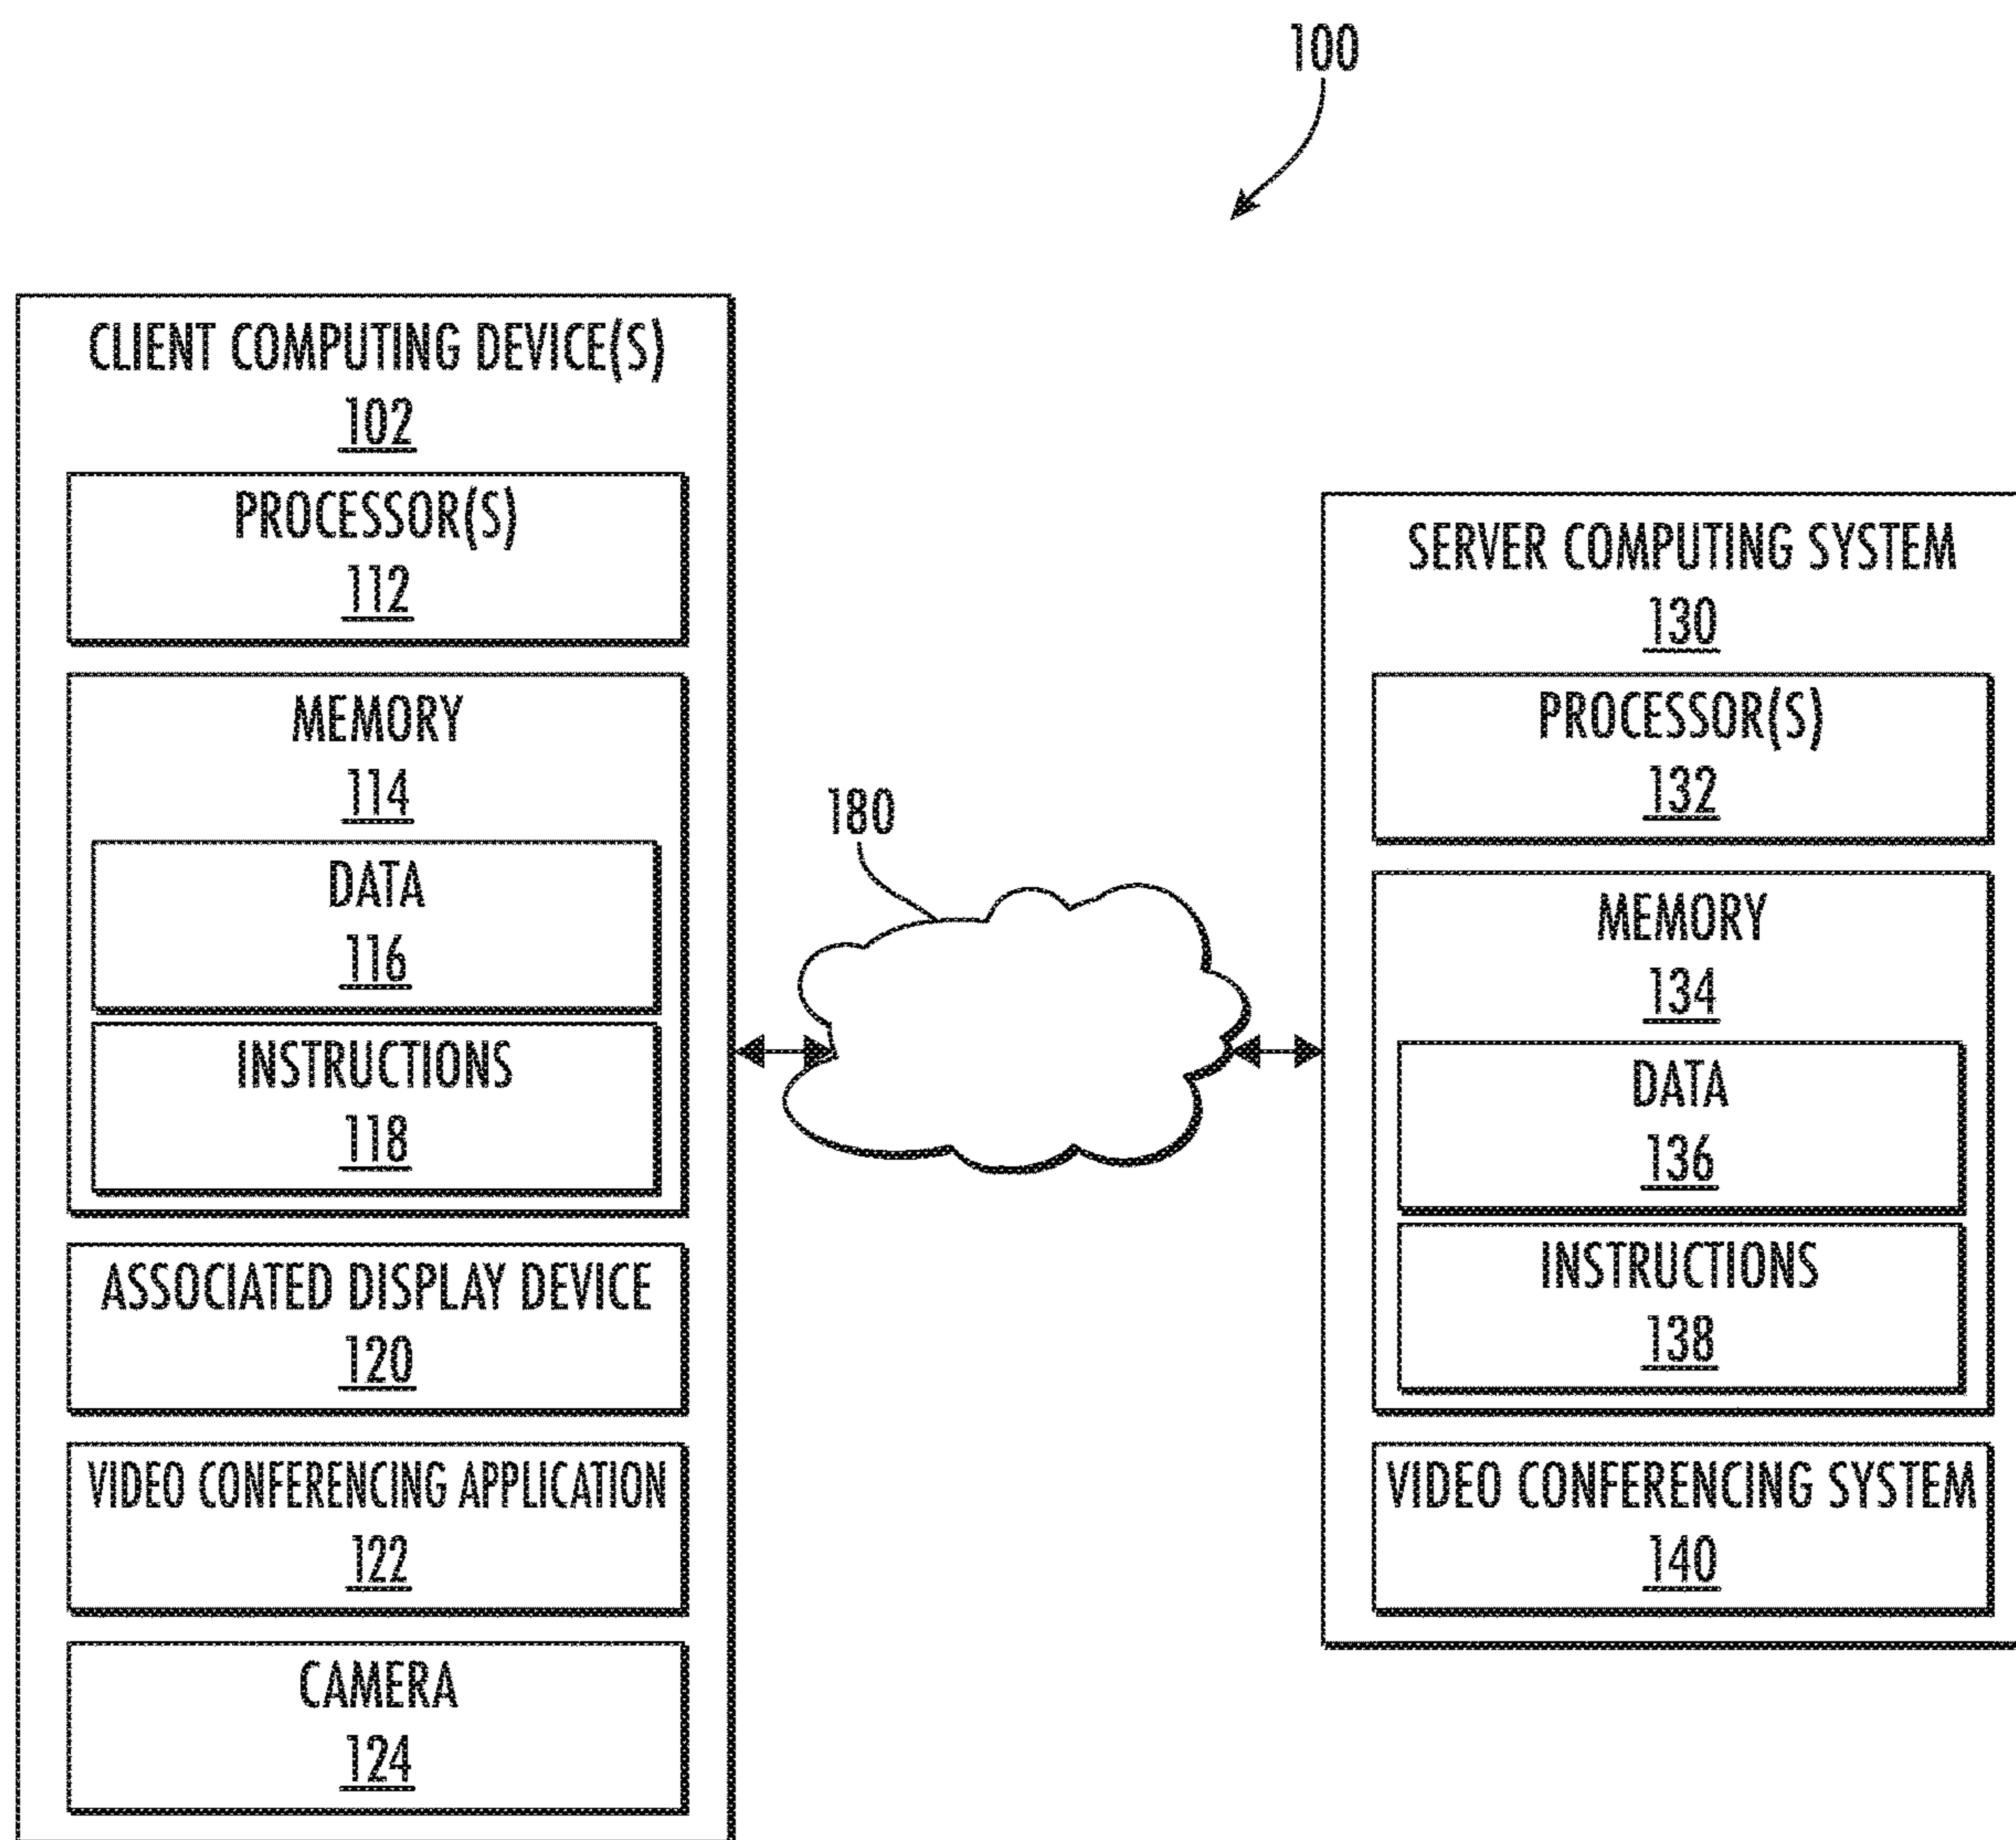 100
CLIENT COMPUTING DEVICE(S)
102
PROCESSOR(S)
112
MEMORY
114
DATA
116
INSTRUCTIONS
118
ASSOCIATED DISPLAY DEVICE
120
VIDEO CONFERENCING APPLICATION
122
CAMERA
124
180
SERVER COMPUTING SYSTEM
130
PROCESSOR(S)
132
MEMORY
134
DATA
136
INSTRUCTIONS
138
VIDEO CONFERENCING SYSTEM
140